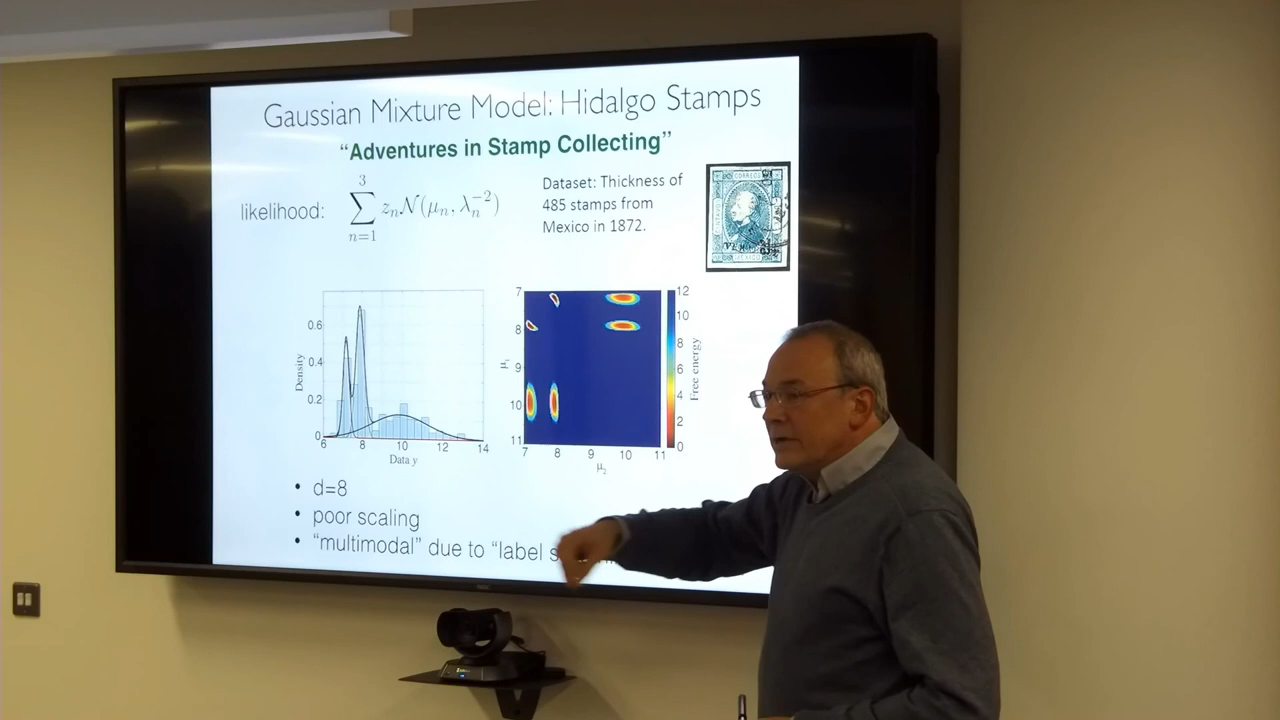 Gaussian Mixture Model: Hidalgo Stamps
“Adventures in Stamp Collecting”
likelihood:
3
∑ zₙ𝒩(μₙ, λₙ⁻²)
n=1
Dataset: Thickness of
485 stamps from
Mexico in 1872.
CORREOS
MEXICO
Density
0.6
0.4
0.2
0
6 8 10 12 14
Data y
μ₁
7
8
9
10
11
7 8 9 10 11
μ₂
12
10
8
6
4
2
0
Free energy
• d=8
• poor scaling
• “multimodal” due to “label